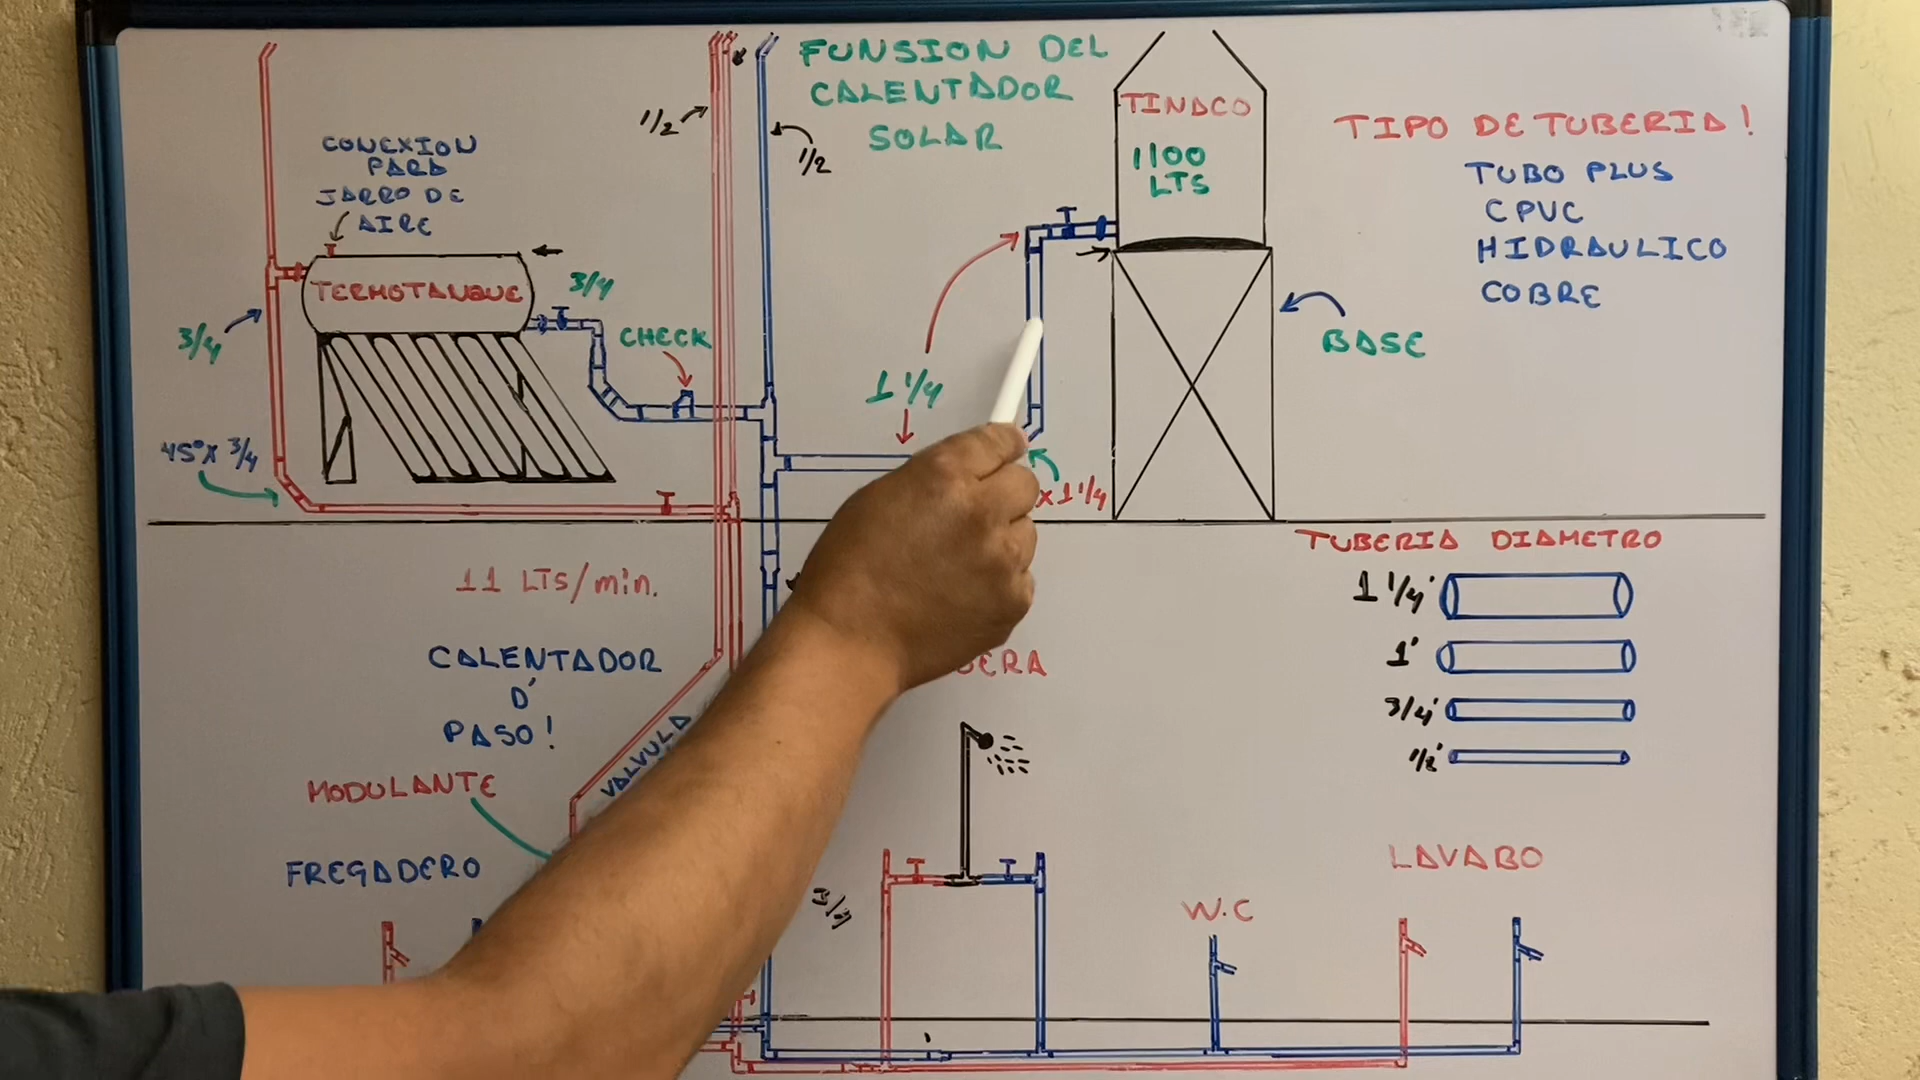 FUNSION DEL
CALENTADOR
SOLAR
TINACO
1100
LTS
TIPO DE TUBERIA!
TUBO PLUS
CPVC
HIDRAULICO
COBRE
BASE
1/2
1/2
CONEXION
PARA
JARRO DE
AIRE
TERMOTANQUE
3/4
3/4
CHECK
1 1/4
45° x 3/4
x 1 1/4
TUBERIA DIAMETRO
1 1/4"
1"
3/4"
1/2"
11 LTS/min.
CALENTADOR
D'
PASO!
MODULANTE
VALVULA
FREGADERO
3/4
W.C
LAVABO